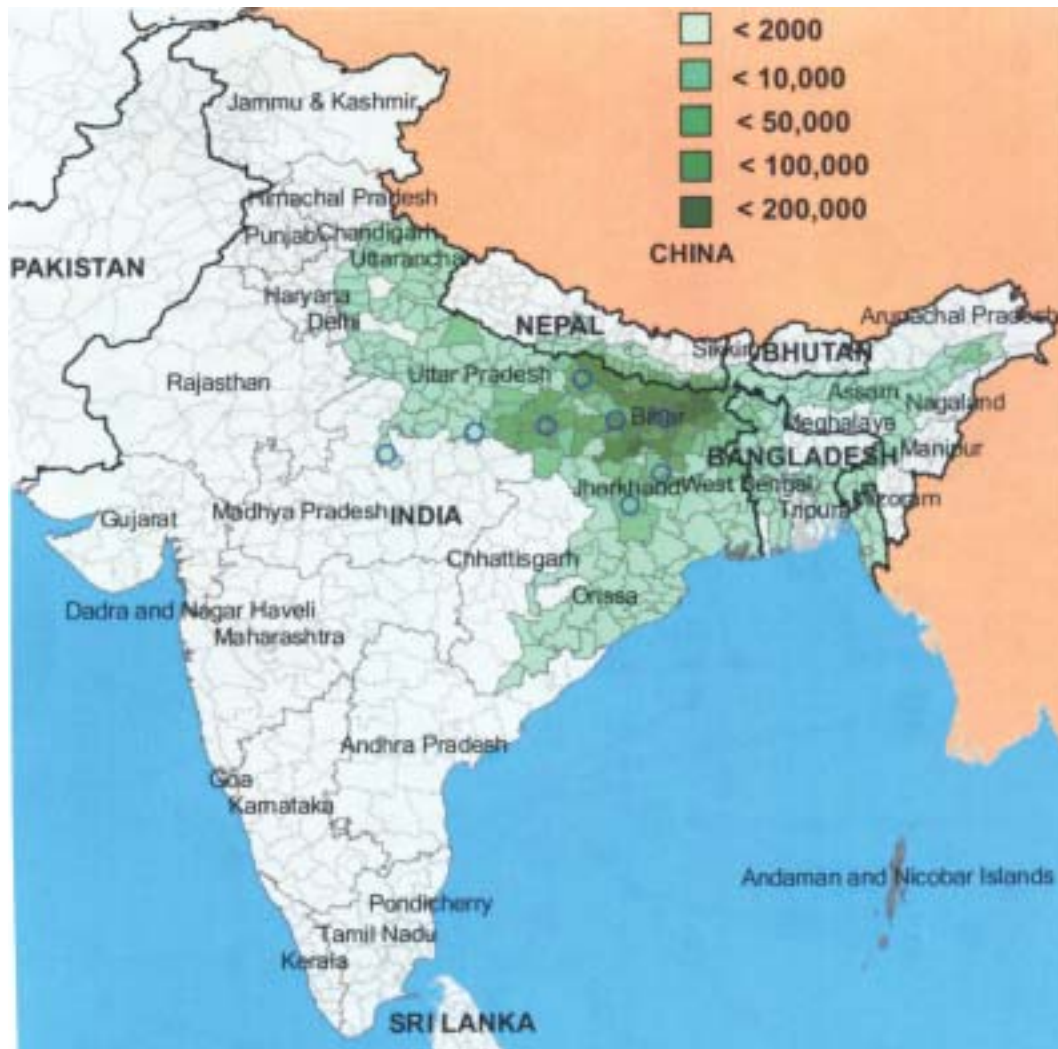 < 2000
< 10,000
< 50,000
< 100,000
< 200,000
CHINA
Jammu & Kashmir
Himachal Pradesh
Punjab
Chandigarh
Uttaranchal
PAKISTAN
Haryana
Delhi
NEPAL
Sikkim
BHUTAN
Arunachal Pradesh
Rajasthan
Uttar Pradesh
Assam
Nagaland
Bihar
Meghalaya
Manipur
BANGLADESH
Jharkhand
West Bengal
Mizoram
Tripura
Gujarat
Madhya Pradesh
INDIA
Chhattisgarh
Orissa
Dadra and Nagar Haveli
Maharashtra
Andhra Pradesh
Goa
Karnataka
Andaman and Nicobar Islands
Pondicherry
Tamil Nadu
Kerala
SRI LANKA